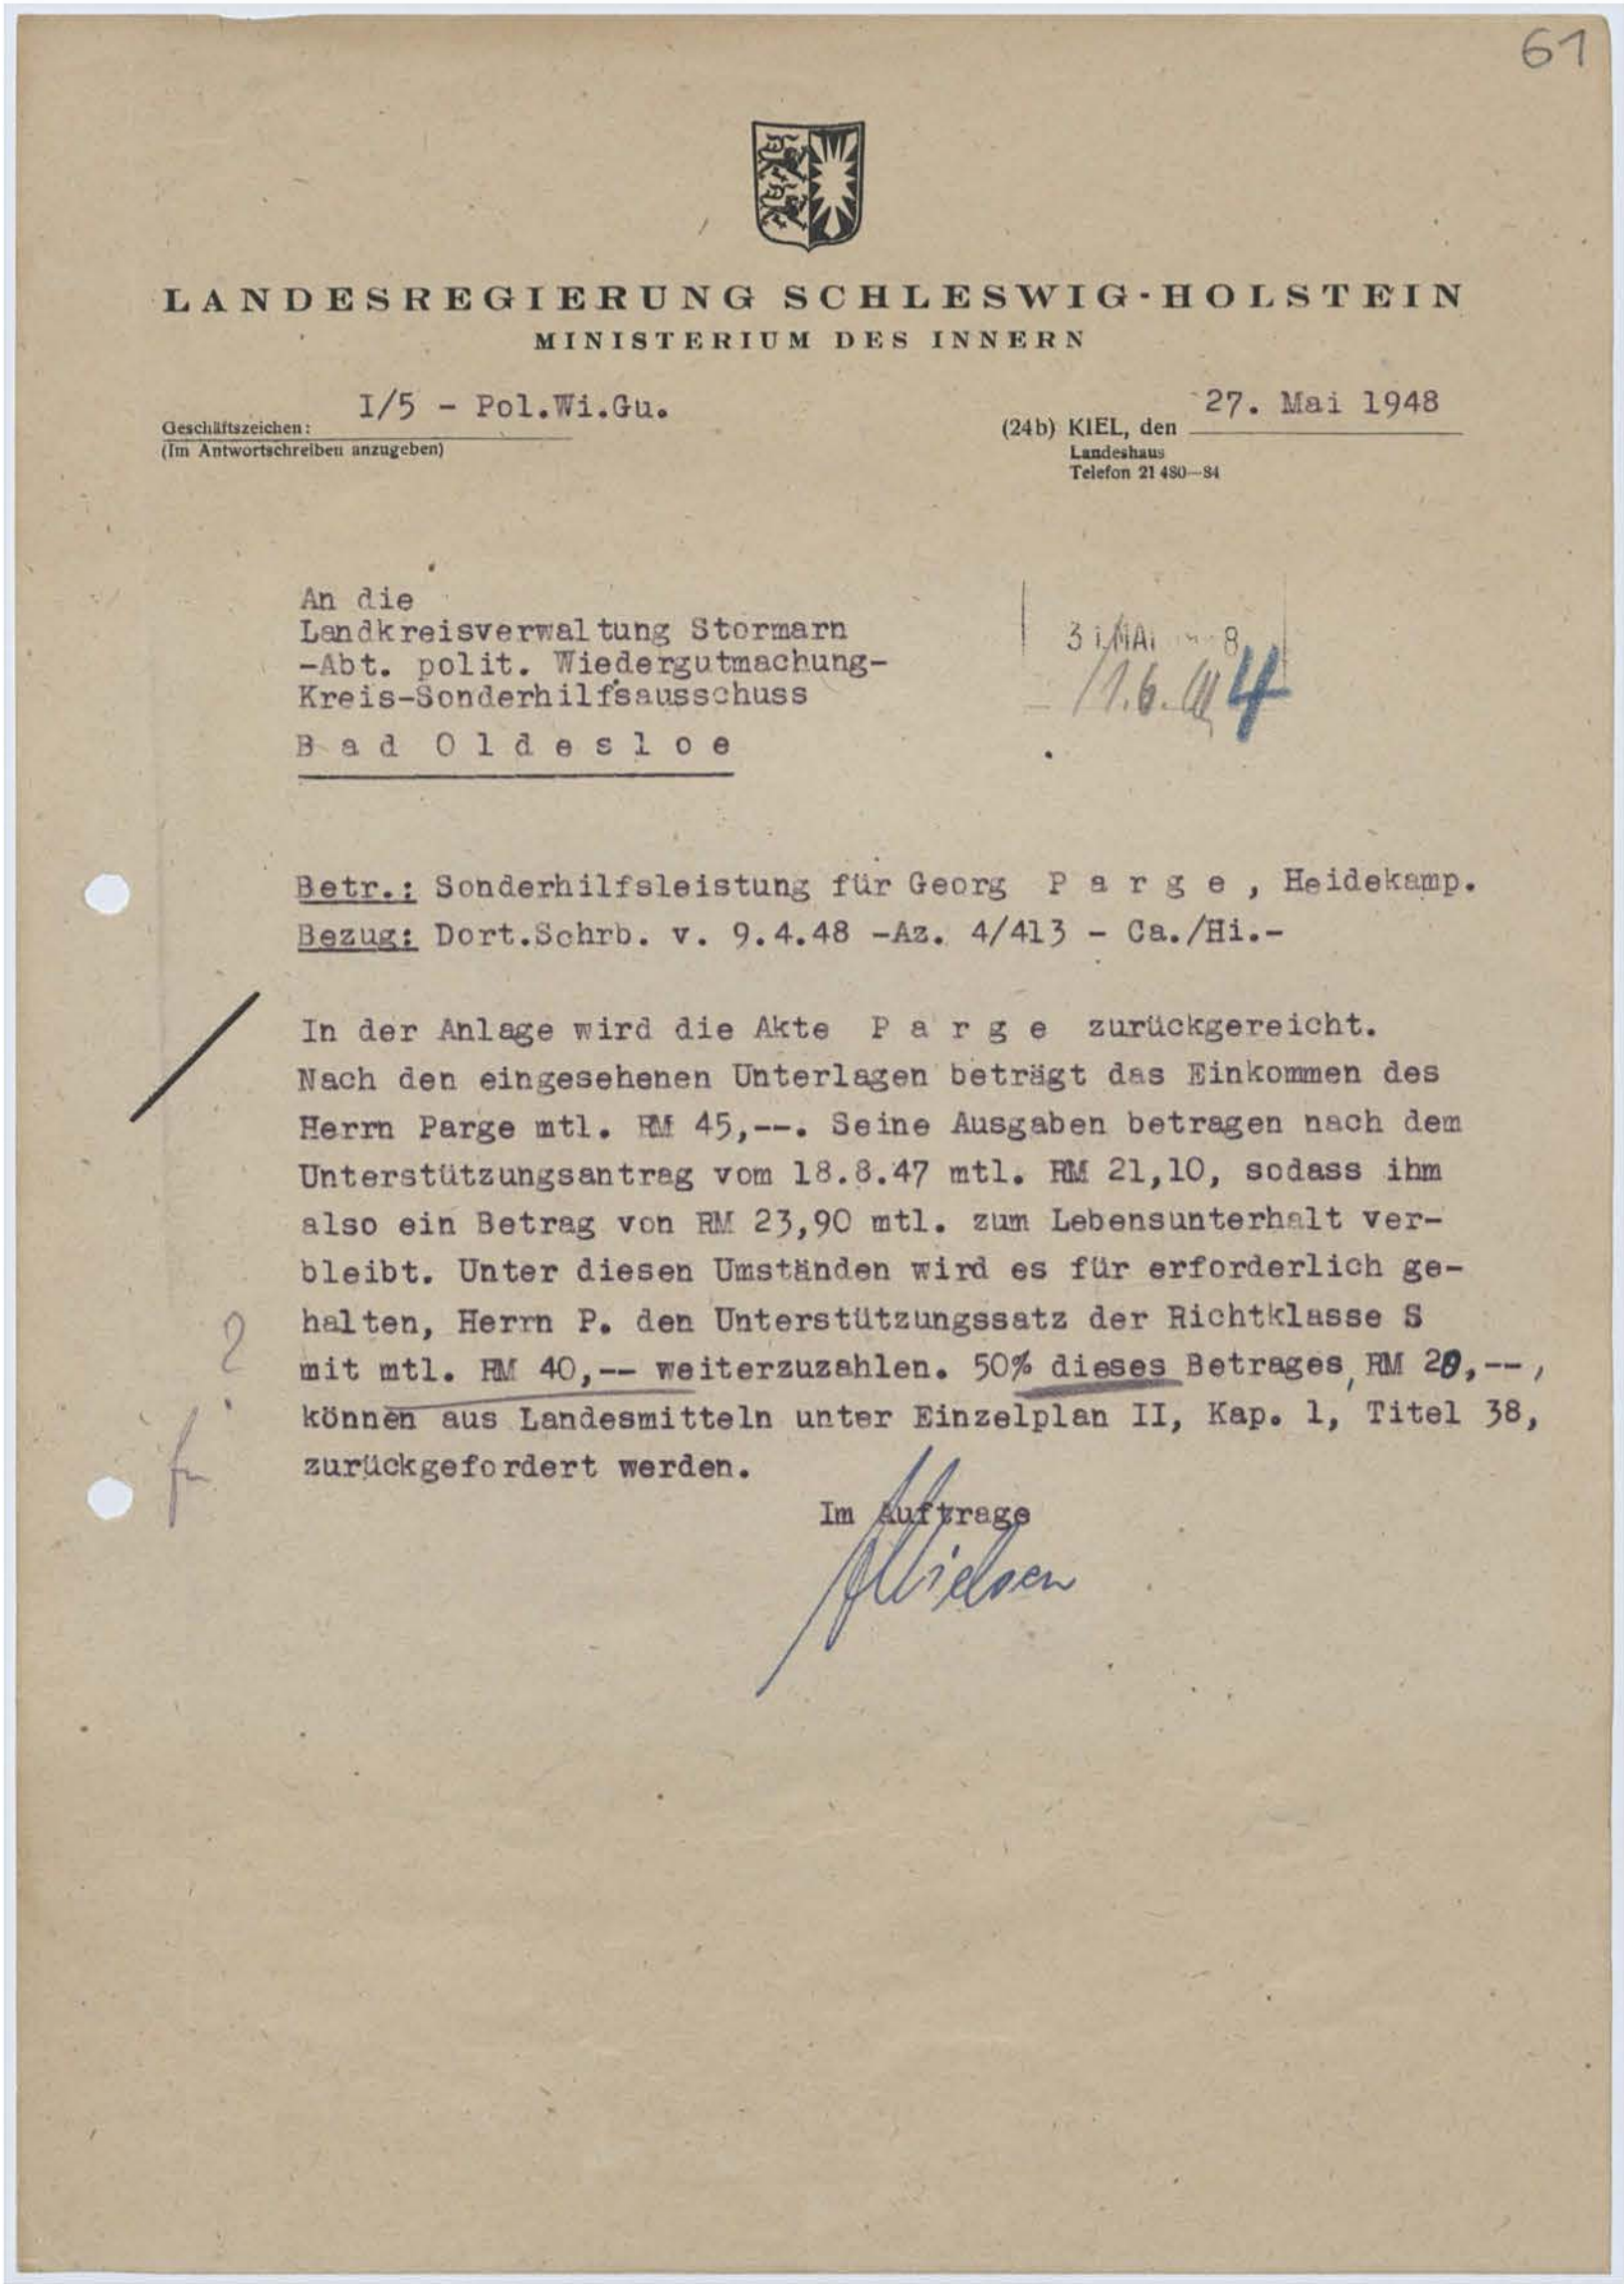 61
LANDESREGIERUNG SCHLESWIG-HOLSTEIN
MINISTERIUM DES INNERN
Geschäftszeichen: I/5 - Pol.Wi.Gu.
(Im Antwortschreiben anzugeben)
(24b) KIEL, den 27. Mai 1948
Landeshaus
Telefon 21 480—84
An die
Landkreisverwaltung Stormarn
-Abt. polit. Wiedergutmachung-
Kreis-Sonderhilfsausschuss
B a d O l d e s l o e
31 MAI 8
1.6. 4
Betr.: Sonderhilfsleistung für Georg P a r g e , Heidekamp.
Bezug: Dort.Schrb. v. 9.4.48 -Az. 4/413 - Ca./Hi.-
In der Anlage wird die Akte P a r g e zurückgereicht.
Nach den eingesehenen Unterlagen beträgt das Einkommen des
Herrn Parge mtl. RM 45,--. Seine Ausgaben betragen nach dem
Unterstützungsantrag vom 18.8.47 mtl. RM 21,10, sodass ihm
also ein Betrag von RM 23,90 mtl. zum Lebensunterhalt ver-
bleibt. Unter diesen Umständen wird es für erforderlich ge-
halten, Herrn P. den Unterstützungssatz der Richtklasse S
mit mtl. RM 40,-- weiterzuzahlen. 50% dieses Betrages, RM 20,--,
können aus Landesmitteln unter Einzelplan II, Kap. 1, Titel 38,
zurückgefordert werden.
?
Im Auftrage
Nielsen